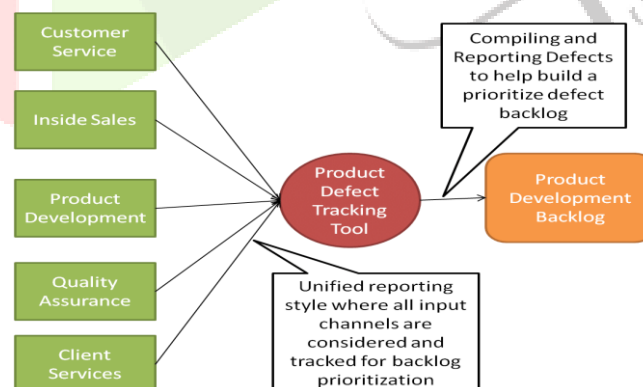 Customer
Service
Inside Sales
Product
Development
Quality
Assurance
Client
Services
Product
Defect
Tracking
Tool
Compiling and
Reporting Defects
to help build a
prioritize defect
backlog
Product
Development
Backlog
Unified reporting
style where all input
channels are
considered and
tracked for backlog
prioritization